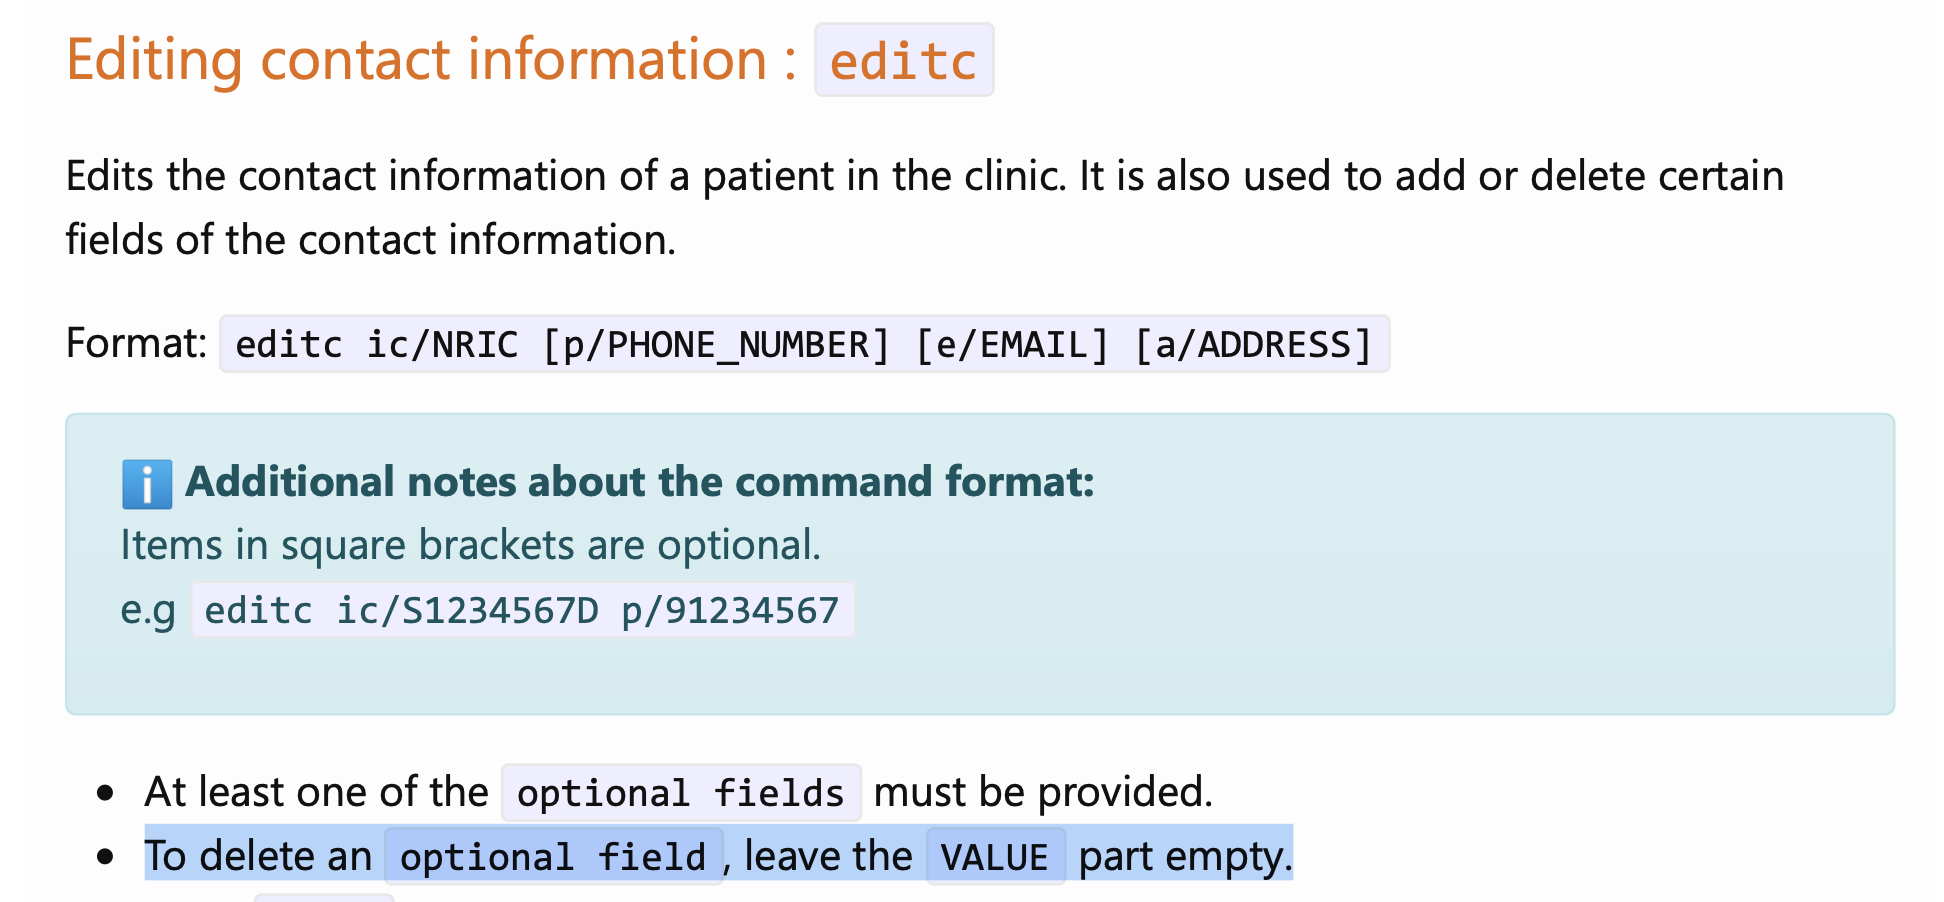 Editing contact information : editc
Edits the contact information of a patient in the clinic. It is also used to add or delete certain
fields of the contact information.
Format: editc ic/NRIC [p/PHONE_NUMBER] [e/EMAIL] [a/ADDRESS]
ℹ️ Additional notes about the command format:
Items in square brackets are optional.
e.g editc ic/S1234567D p/91234567
• At least one of the optional fields must be provided.
• To delete an optional field, leave the VALUE part empty.